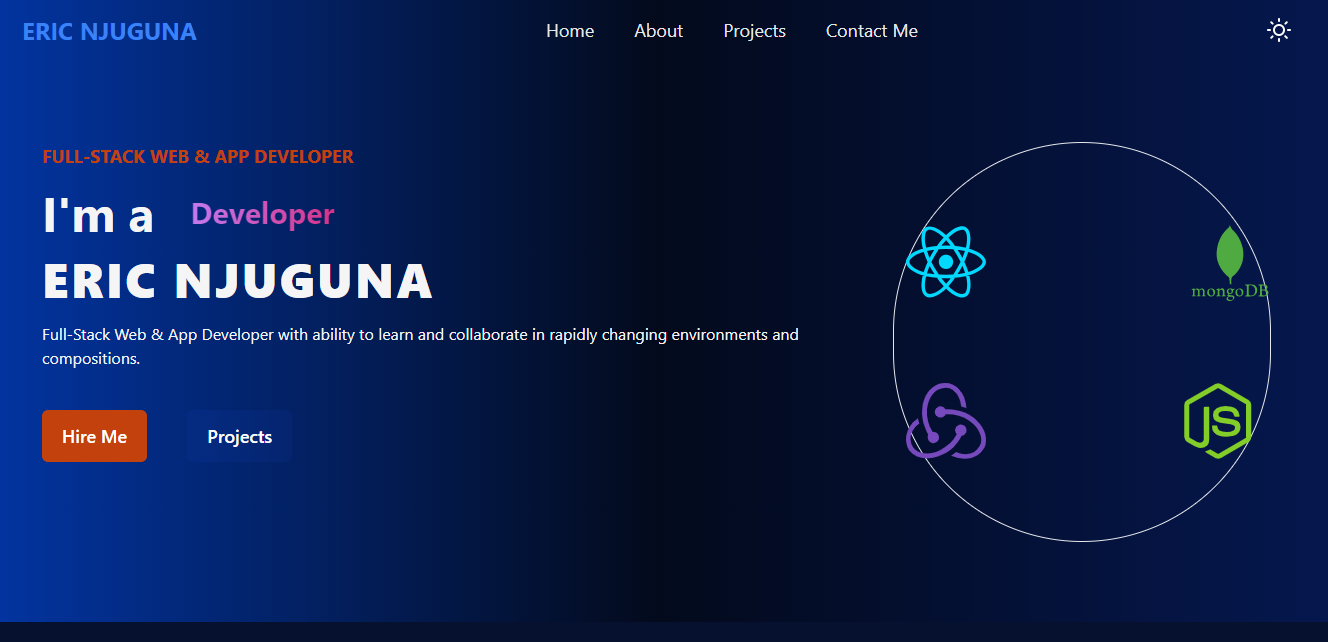 ERIC NJUGUNA
Home
About
Projects
Contact Me
FULL-STACK WEB & APP DEVELOPER
I'm a Developer
ERIC NJUGUNA
Full-Stack Web & App Developer with ability to learn and collaborate in rapidly changing environments and
compositions.
Hire Me
Projects
mongoDB
JS